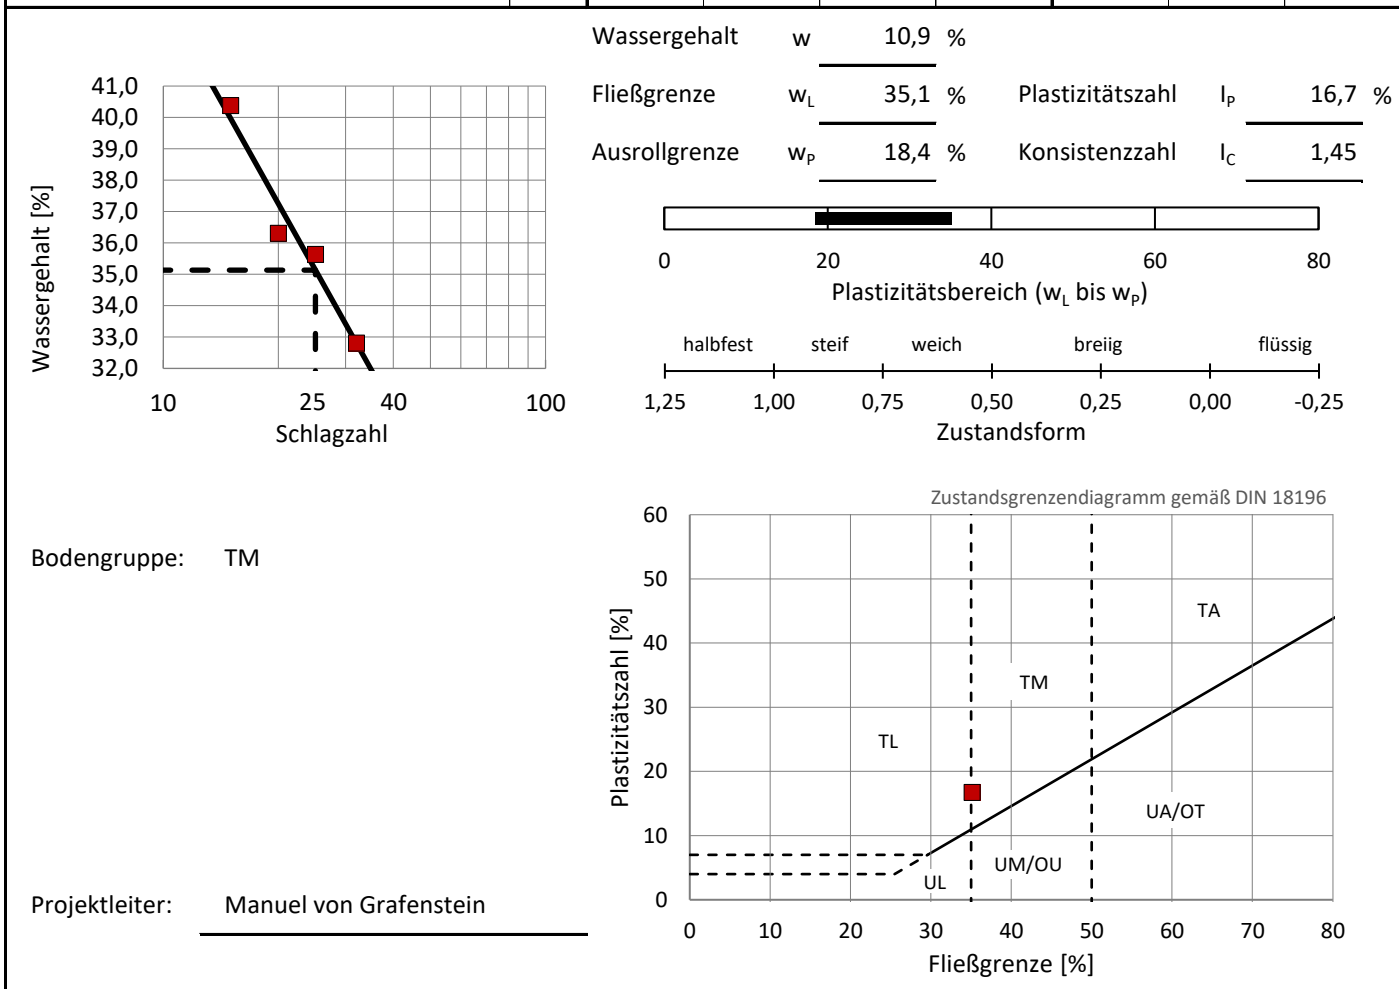 Wassergehalt w 10,9 %
Fließgrenze wL 35,1 % Plastizitätszahl IP 16,7 %
Ausrollgrenze wP 18,4 % Konsistenzzahl IC 1,45
41,0
40,0
39,0
38,0
37,0
36,0
35,0
34,0
33,0
32,0
Wassergehalt [%]
10 25 40 100
Schlagzahl
0 20 40 60 80
Plastizitätsbereich (wL bis wP)
halbfest steif weich breiig flüssig
1,25 1,00 0,75 0,50 0,25 0,00 -0,25
Zustandsform
Bodengruppe: TM
Zustandsgrenzendiagramm gemäß DIN 18196
60
50
40
30
20
10
0
Plastizitätszahl [%]
TA
TM
TL
UA/OT
UM/OU
UL
0 10 20 30 40 50 60 70 80
Fließgrenze [%]
Projektleiter: Manuel von Grafenstein